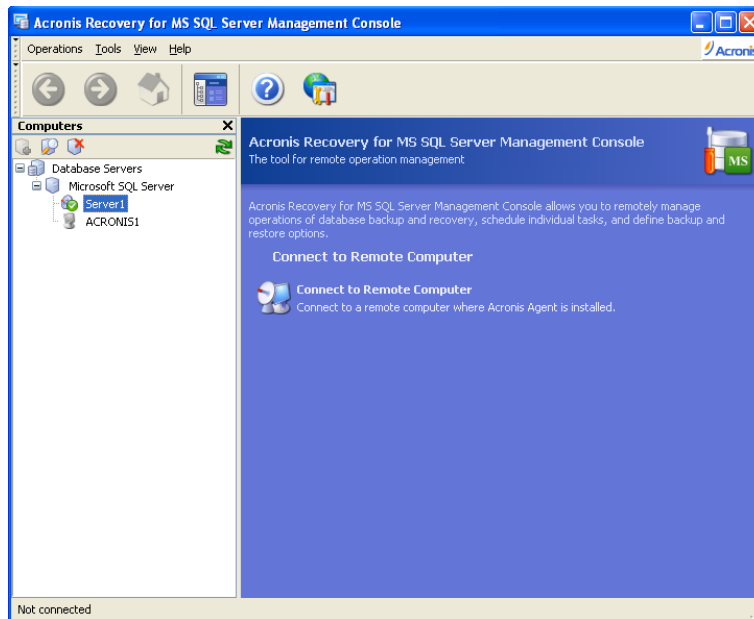 Acronis Recovery for MS SQL Server Management Console
Operations Tools View Help
Acronis
Computers
Database Servers
Microsoft SQL Server
Server1
ACRONIS1
Acronis Recovery for MS SQL Server Management Console
The tool for remote operation management
MS
Acronis Recovery for MS SQL Server Management Console allows you to remotely manage
operations of database backup and recovery, schedule individual tasks, and define backup and
restore options.
Connect to Remote Computer
Connect to Remote Computer
Connect to a remote computer where Acronis Agent is installed.
Not connected